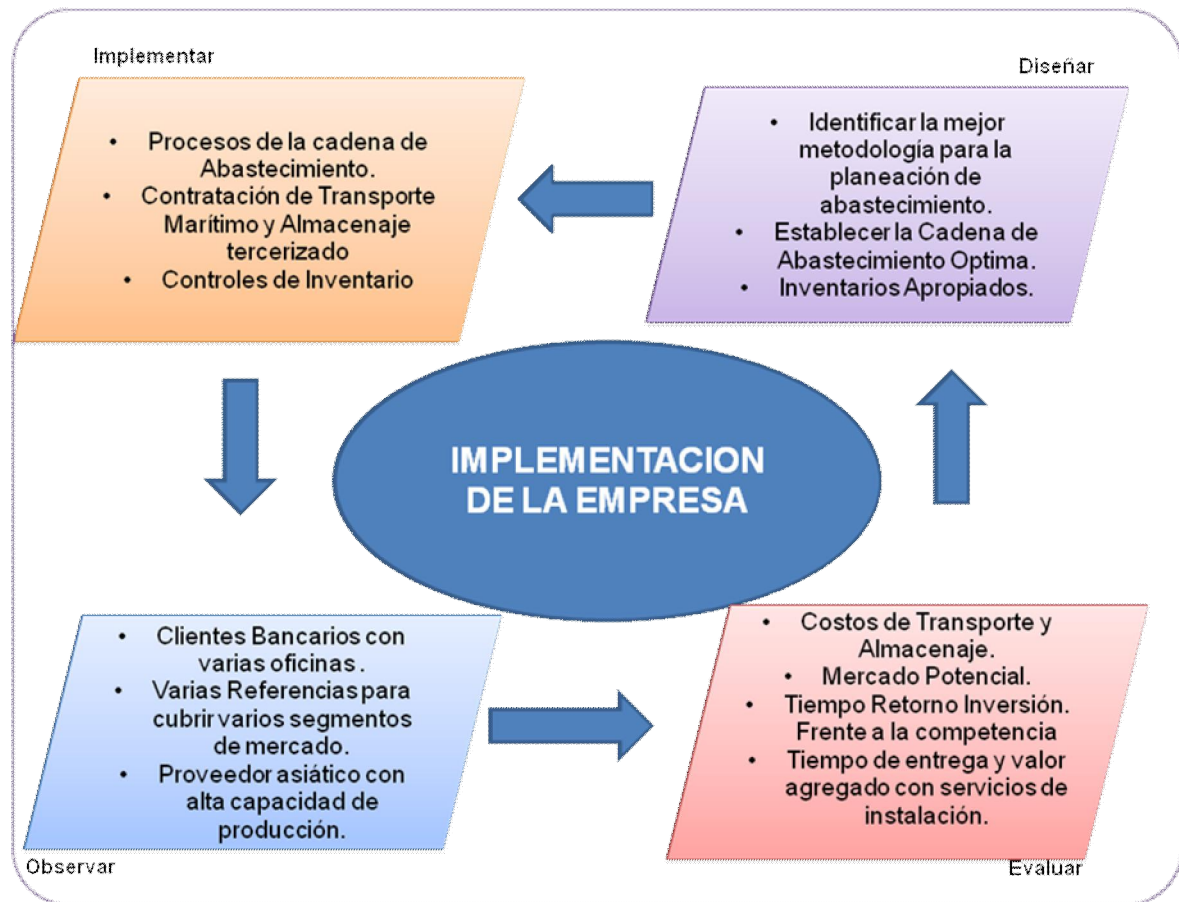 Implementar
• Procesos de la cadena de
Abastecimiento.
• Contratación de Transporte
Marítimo y Almacenaje
tercerizado
• Controles de Inventario
Diseñar
• Identificar la mejor
metodología para la
planeación de
abastecimiento.
• Establecer la Cadena de
Abastecimiento Optima.
• Inventarios Apropiados.
IMPLEMENTACION
DE LA EMPRESA
• Clientes Bancarios con
varias oficinas .
• Varias Referencias para
cubrir varios segmentos
de mercado.
• Proveedor asiático con
alta capacidad de
producción.
Observar
• Costos de Transporte y
Almacenaje.
• Mercado Potencial.
• Tiempo Retorno Inversión.
Frente a la competencia
• Tiempo de entrega y valor
agregado con servicios de
instalación.
Evaluar